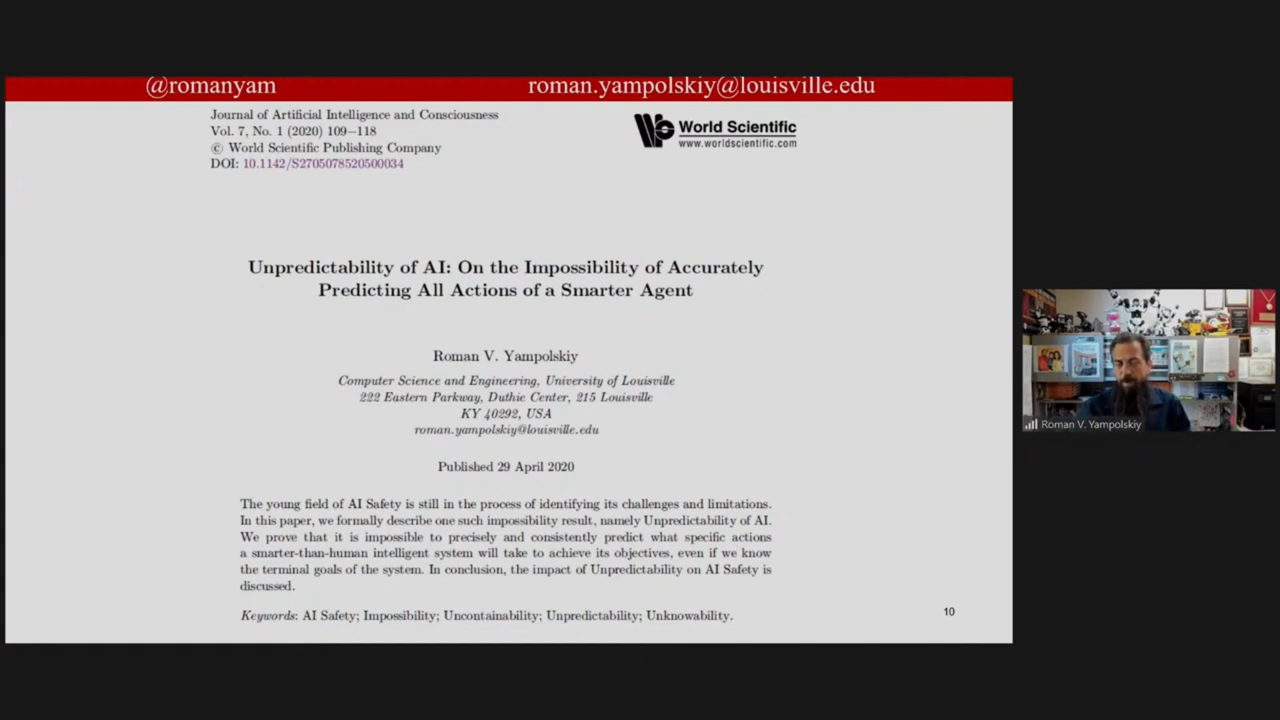 @romanyam
roman.yampolskiy@louisville.edu
Journal of Artificial Intelligence and Consciousness
Vol. 7, No. 1 (2020) 109–118
© World Scientific Publishing Company
DOI: 10.1142/S2705078520500034
World Scientific
www.worldscientific.com
Unpredictability of AI: On the Impossibility of Accurately
Predicting All Actions of a Smarter Agent
Roman V. Yampolskiy
Computer Science and Engineering, University of Louisville
222 Eastern Parkway, Duthie Center, 215 Louisville
KY 40292, USA
roman.yampolskiy@louisville.edu
Published 29 April 2020
The young field of AI Safety is still in the process of identifying its challenges and limitations.
In this paper, we formally describe one such impossibility result, namely Unpredictability of AI.
We prove that it is impossible to precisely and consistently predict what specific actions
a smarter-than-human intelligent system will take to achieve its objectives, even if we know
the terminal goals of the system. In conclusion, the impact of Unpredictability on AI Safety is
discussed.
Keywords: AI Safety; Impossibility; Uncontainability; Unpredictability; Unknowability.
10
Roman V. Yampolskiy